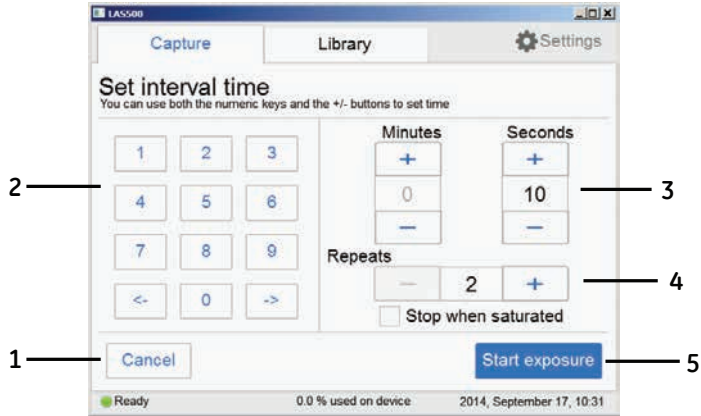 LAS500
Capture Library Settings
Set interval time
You can use both the numeric keys and the +/- buttons to set time
Minutes Seconds
1 2 3 + +
2 3
4 5 6 0 10
7 8 9 - -
Repeats
- 2 + 4
<- 0 ->
Stop when saturated
1 Cancel Start exposure 5
Ready 0.0 % used on device 2014, September 17, 10:31